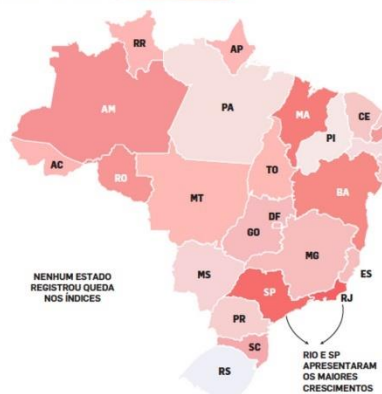 RR
AP
AM
PA
MA
CE
PI
AC
RO
TO
MT
BA
DF
GO
MG
ES
MS
SP
RJ
PR
SC
RS
NENHUM ESTADO
REGISTROU QUEDA
NOS ÍNDICES
RIO E SP
APRESENTARAM
OS MAIORES
CRESCIMENTOS